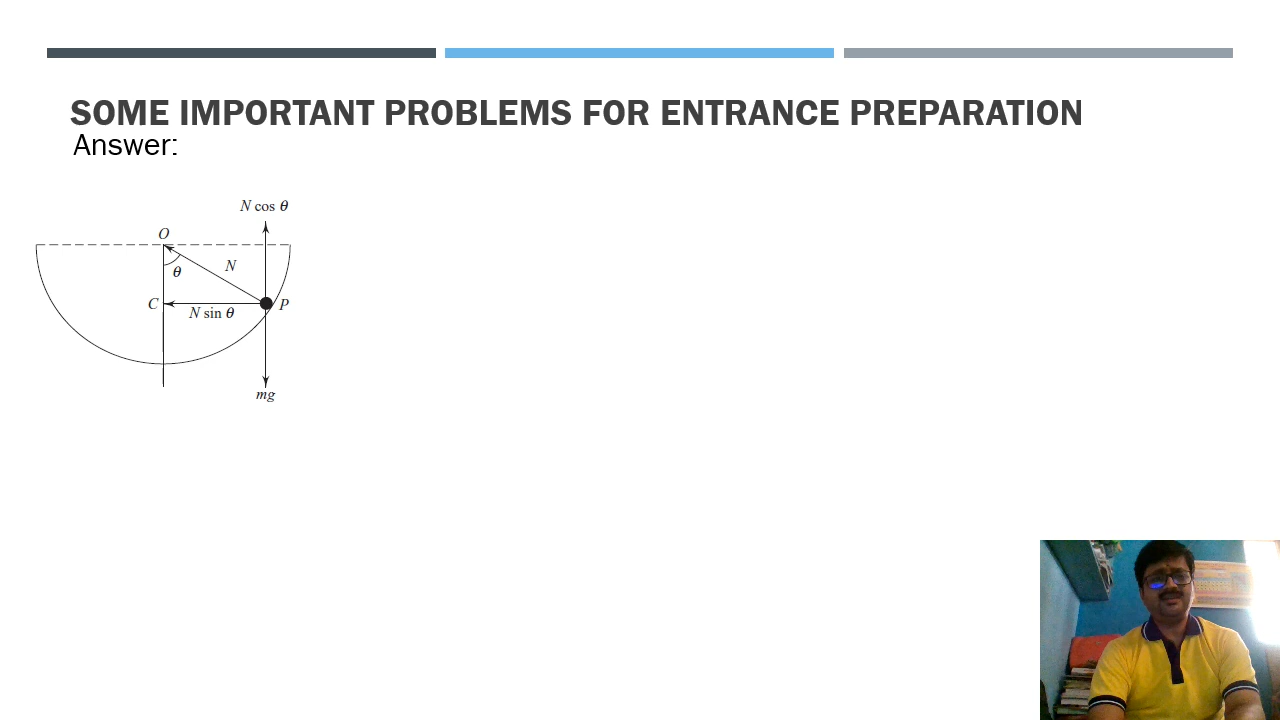 SOME IMPORTANT PROBLEMS FOR ENTRANCE PREPARATION
Answer:
N cos θ
O
N
θ
C
P
N sin θ
mg